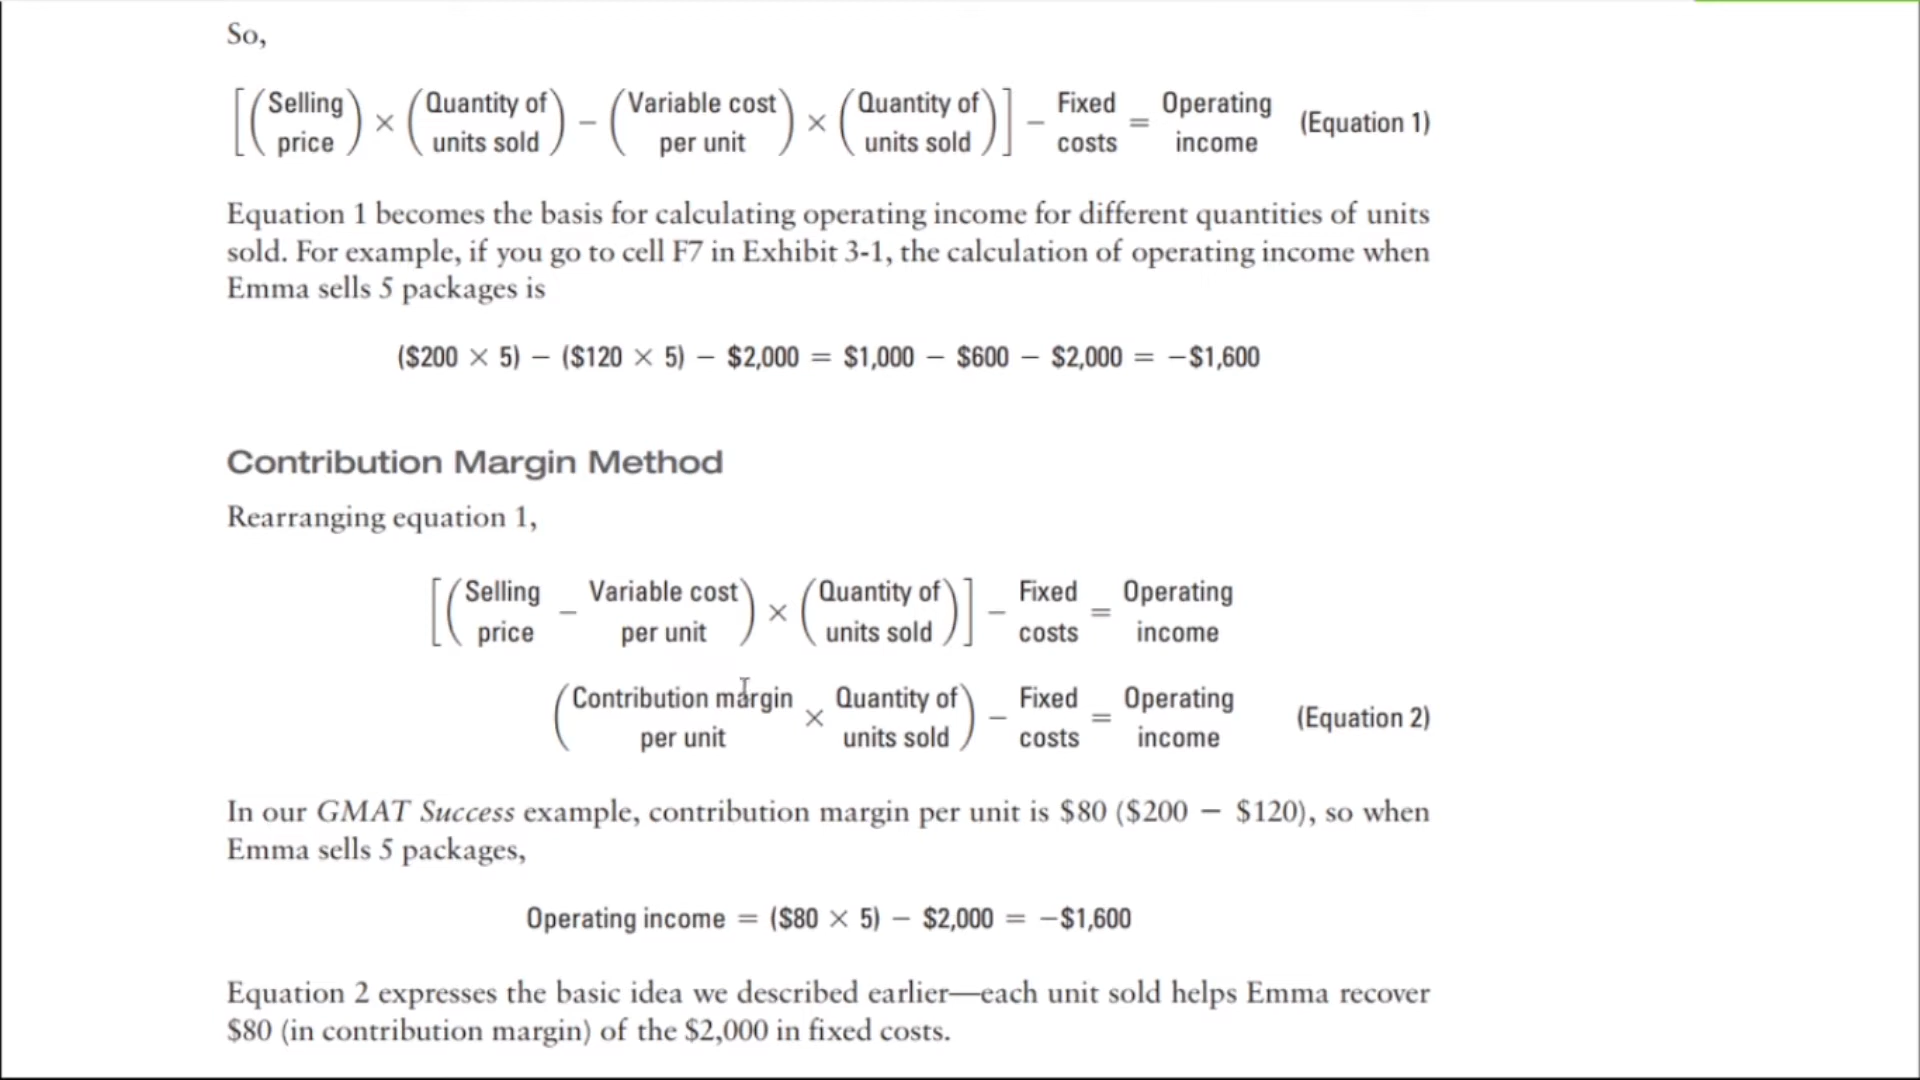 So,
[(Selling price) × (Quantity of units sold) − (Variable cost per unit) × (Quantity of units sold)] − Fixed costs = Operating income (Equation 1)
Equation 1 becomes the basis for calculating operating income for different quantities of units
sold. For example, if you go to cell F7 in Exhibit 3-1, the calculation of operating income when
Emma sells 5 packages is
($200 × 5) − ($120 × 5) − $2,000 = $1,000 − $600 − $2,000 = −$1,600
Contribution Margin Method
Rearranging equation 1,
[(Selling price − Variable cost per unit) × (Quantity of units sold)] − Fixed costs = Operating income
(Contribution margin per unit × Quantity of units sold) − Fixed costs = Operating income (Equation 2)
In our GMAT Success example, contribution margin per unit is $80 ($200 − $120), so when
Emma sells 5 packages,
Operating income = ($80 × 5) − $2,000 = −$1,600
Equation 2 expresses the basic idea we described earlier—each unit sold helps Emma recover
$80 (in contribution margin) of the $2,000 in fixed costs.